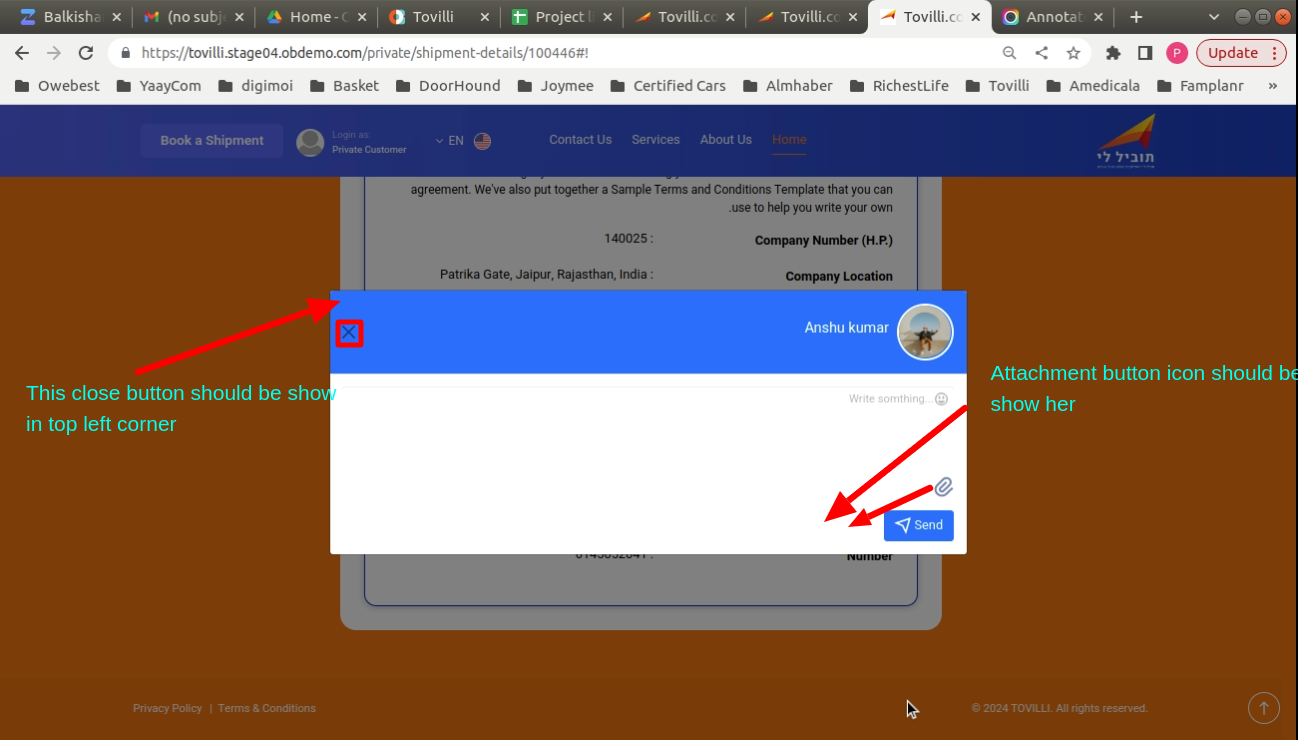 Balkisha
(no subj
Home - C
Tovilli
Project li
Tovilli.co
Tovilli.co
Tovilli.co
Annotat
https://tovilli.stage04.obdemo.com/private/shipment-details/100446#!
P
Update
Owebest
YaayCom
digimoi
Basket
DoorHound
Joymee
Certified Cars
Almhaber
RichestLife
Tovilli
Amedicala
Famplanr
»
Book a Shipment
Login as:
Private Customer
EN
Contact Us
Services
About Us
Home
תוביל לי
agreement. We've also put together a Sample Terms and Conditions Template that you can
.use to help you write your own
140025 :
Company Number (H.P.)
Patrika Gate, Jaipur, Rajasthan, India :
Company Location
Anshu kumar
This close button should be show
in top left corner
Attachment button icon should be
show her
Write somthing...
Send
Number
Privacy Policy | Terms & Conditions
© 2024 TOVILLI. All rights reserved.